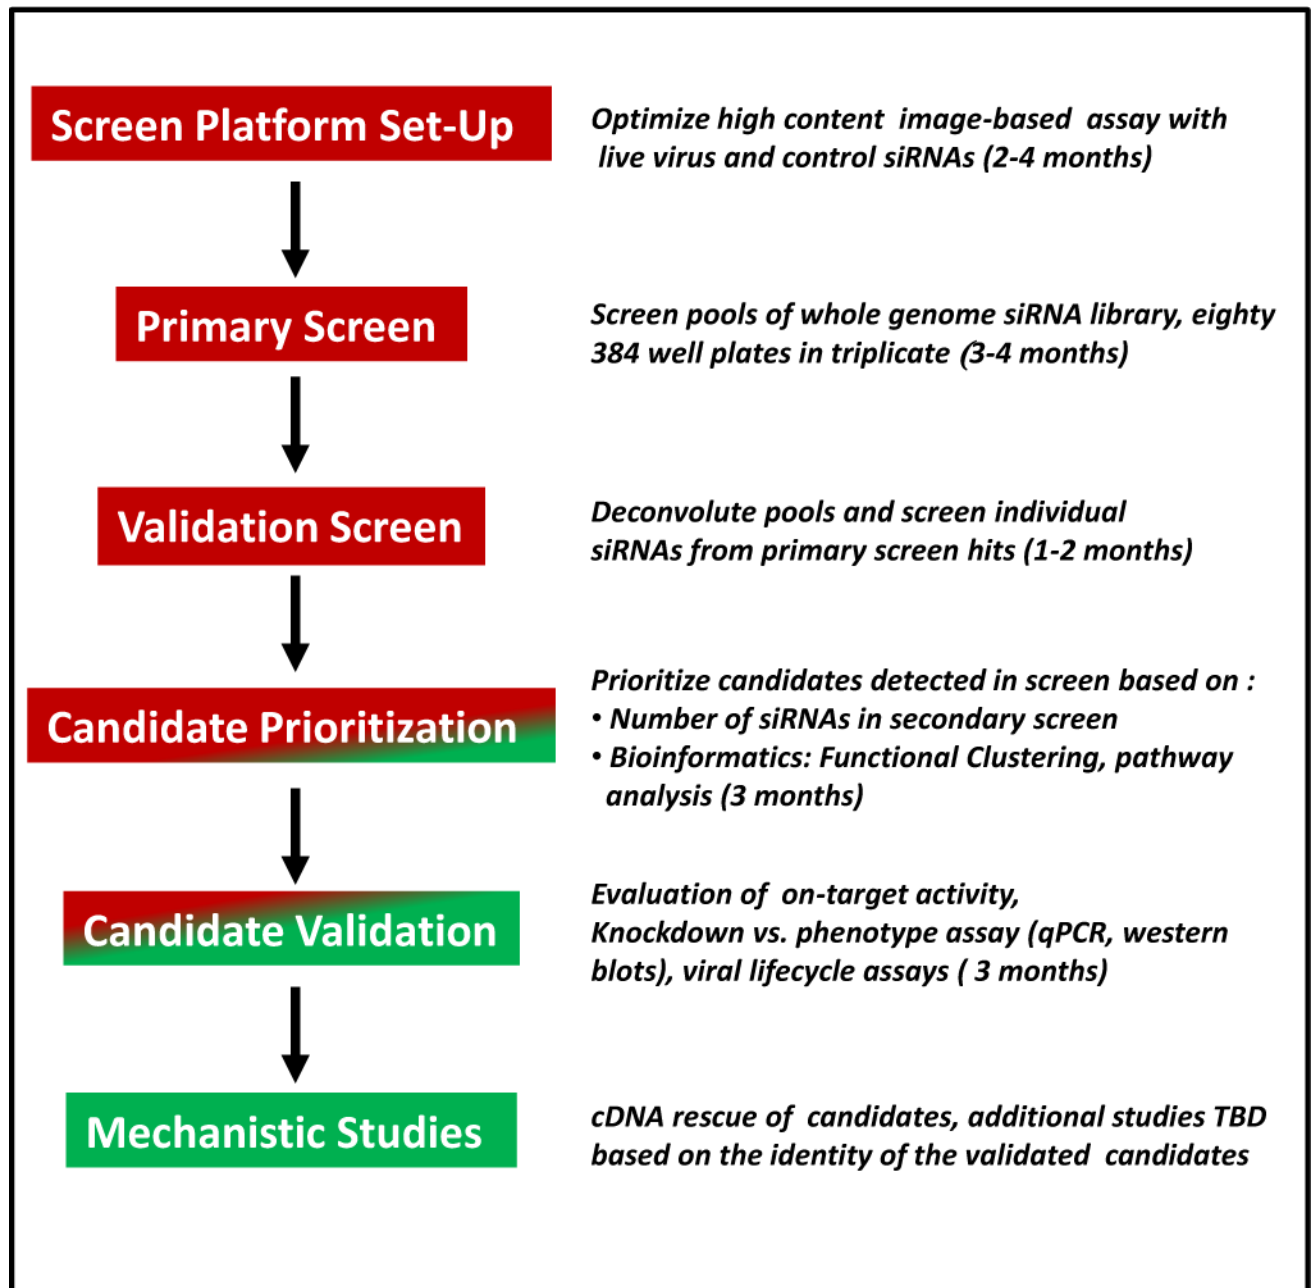 Screen Platform Set-Up
Optimize high content image-based assay with
live virus and control siRNAs (2-4 months)
Primary Screen
Screen pools of whole genome siRNA library, eighty
384 well plates in triplicate (3-4 months)
Validation Screen
Deconvolute pools and screen individual
siRNAs from primary screen hits (1-2 months)
Candidate Prioritization
Prioritize candidates detected in screen based on :
• Number of siRNAs in secondary screen
• Bioinformatics: Functional Clustering, pathway
analysis (3 months)
Candidate Validation
Evaluation of on-target activity,
Knockdown vs. phenotype assay (qPCR, western
blots), viral lifecycle assays ( 3 months)
Mechanistic Studies
cDNA rescue of candidates, additional studies TBD
based on the identity of the validated candidates